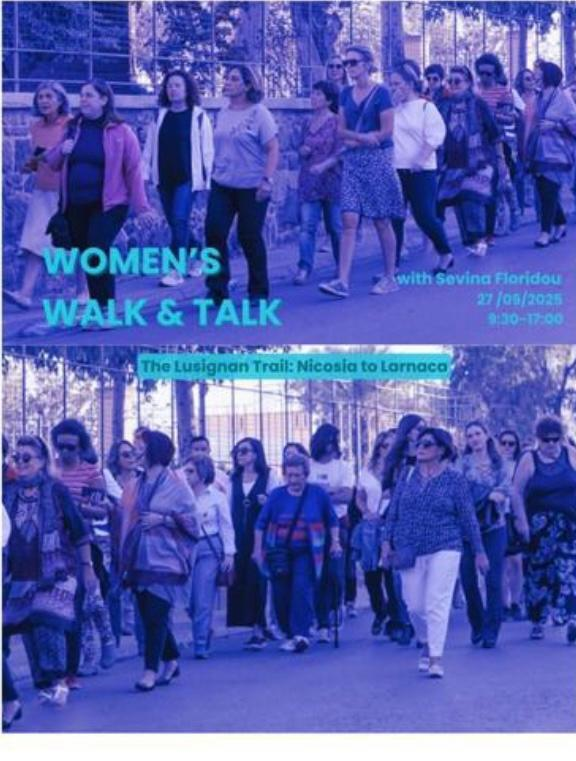 WOMEN'S
WALK & TALK
with Sevina Floridou
27 /09/2025
9:30-17:00
The Lusignan Trail: Nicosia to Larnaca